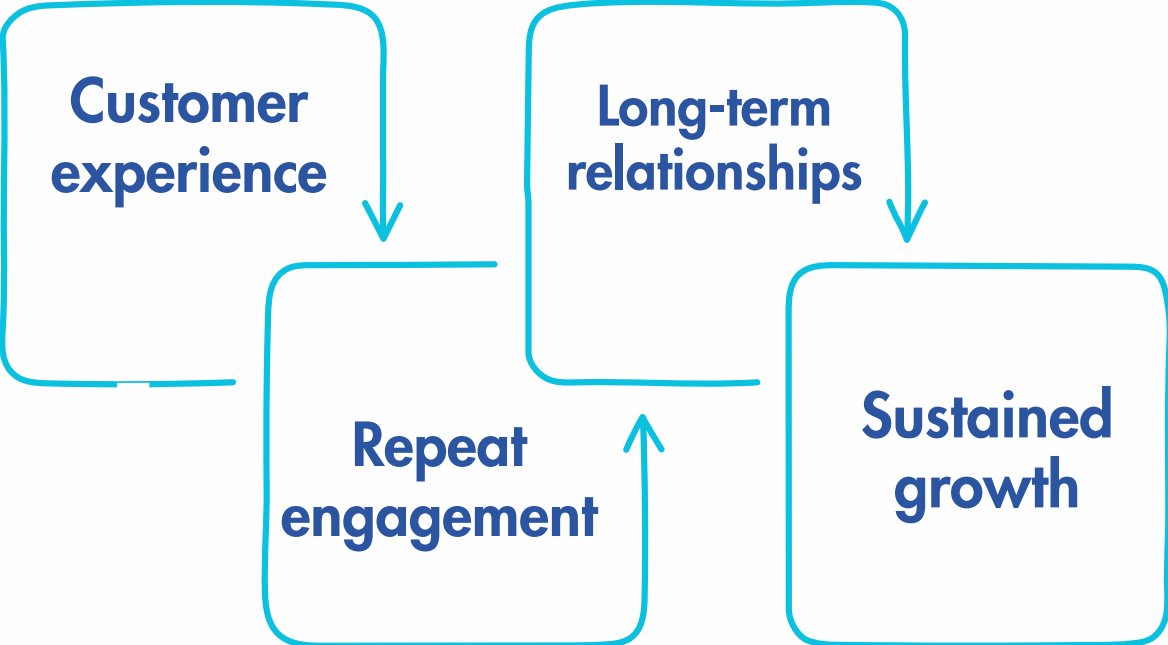 Customer
experience
Repeat
engagement
Long-term
relationships
Sustained
growth